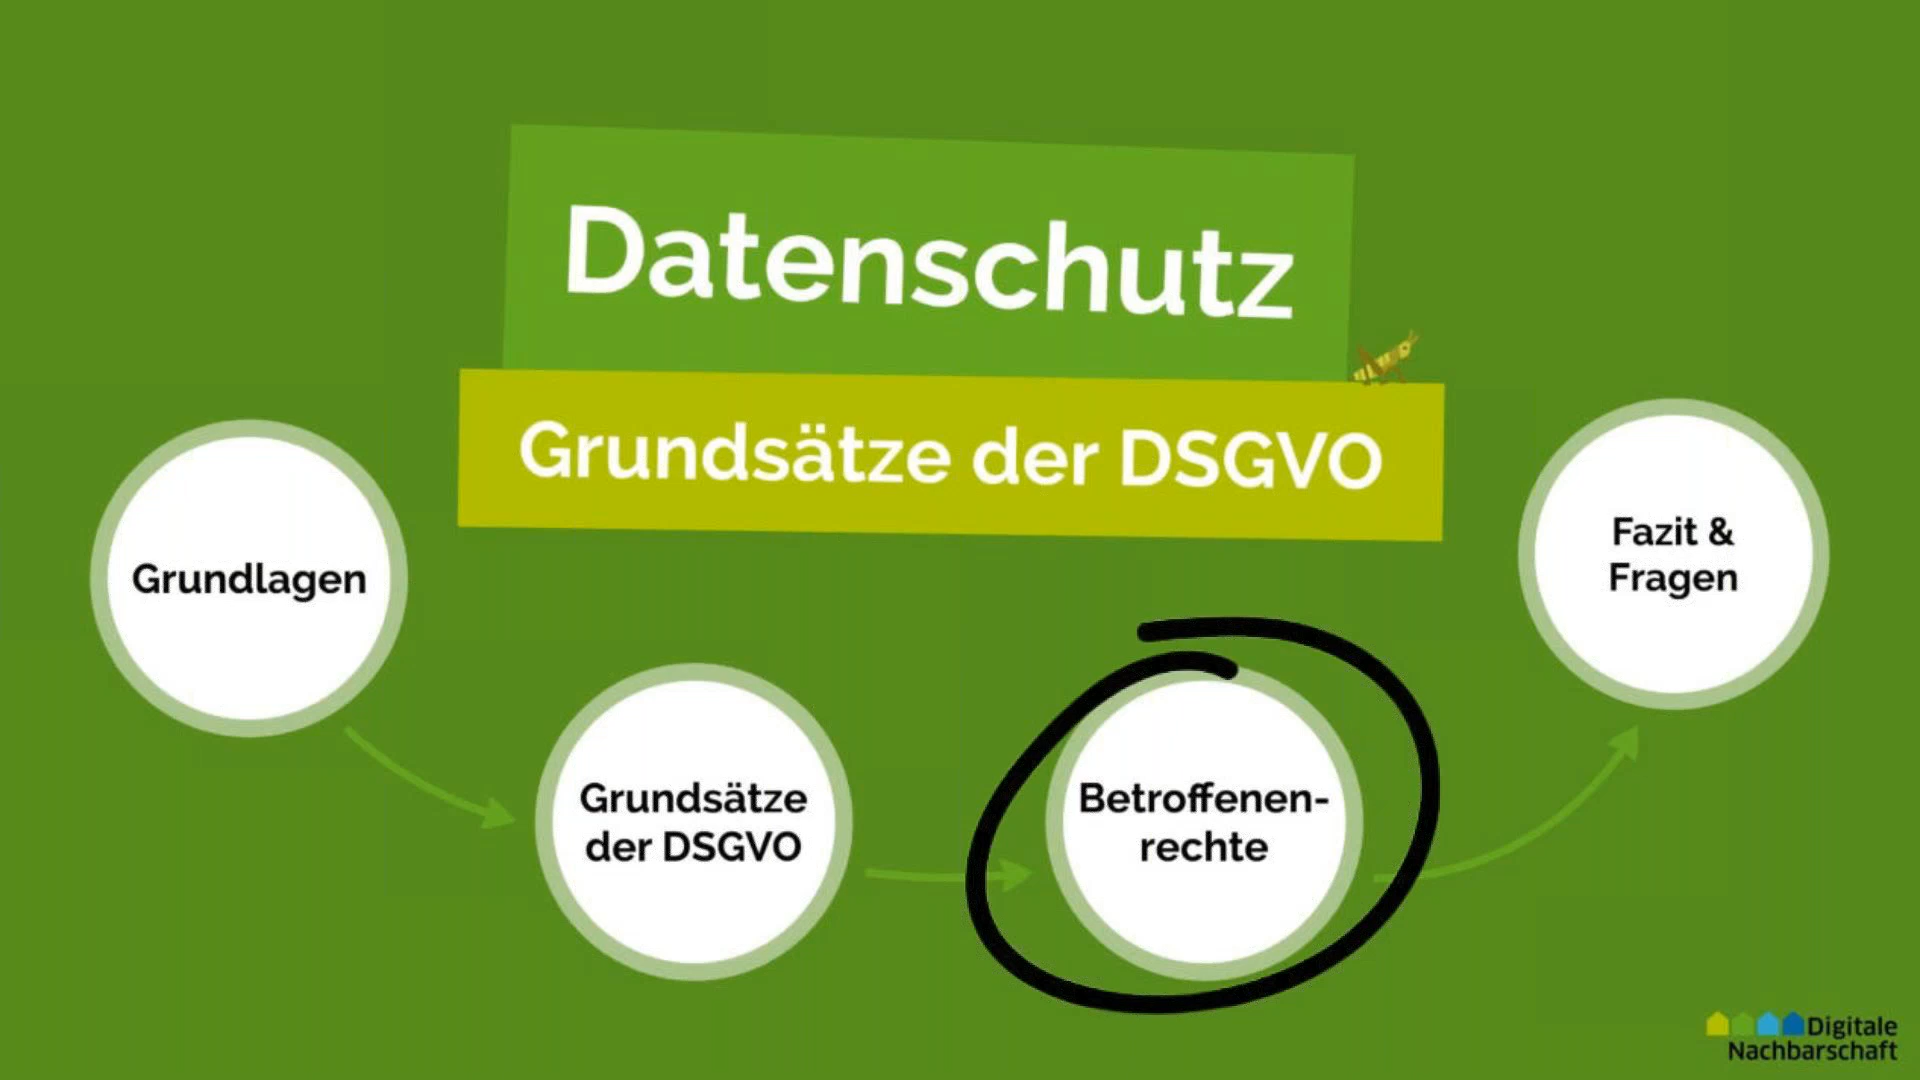 Datenschutz
Grundsätze der DSGVO
Grundlagen
Grundsätze
der DSGVO
Betroffenen-
rechte
Fazit &
Fragen
Digitale
Nachbarschaft